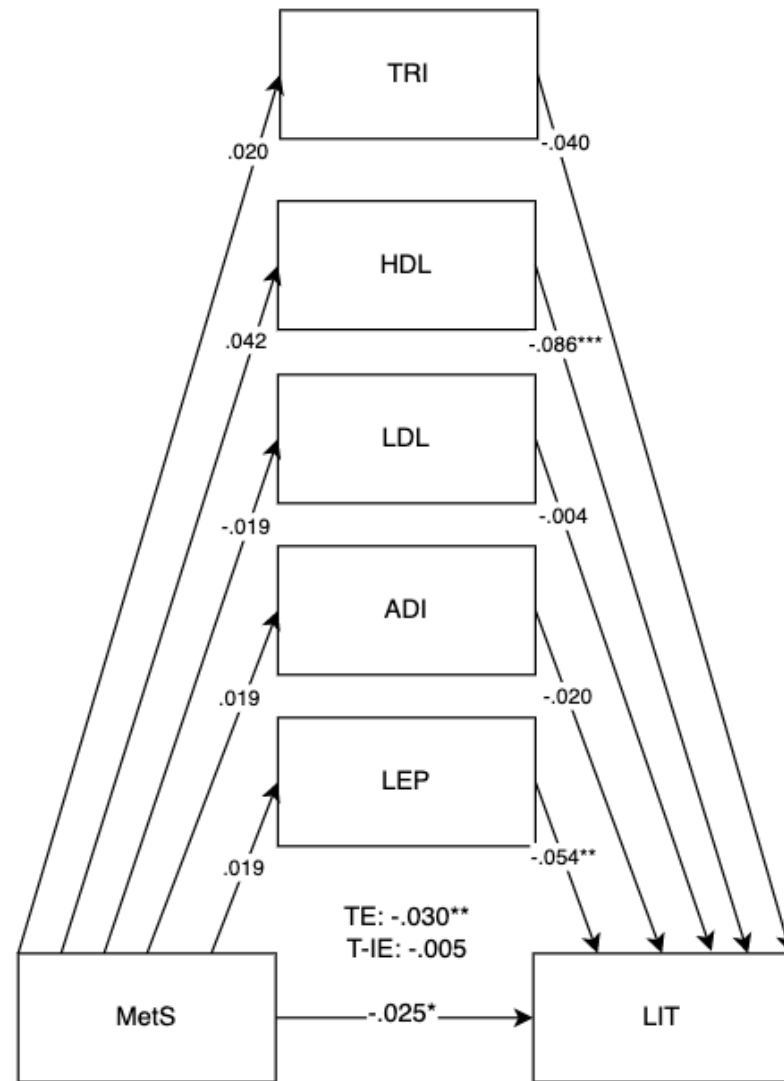 TRI
.020
-.040
HDL
.042
-.086***
LDL
-.019
-.004
ADI
.019
-.020
LEP
.019
-.054**
TE: -.030**
T-IE: -.005
MetS
-.025*
LIT